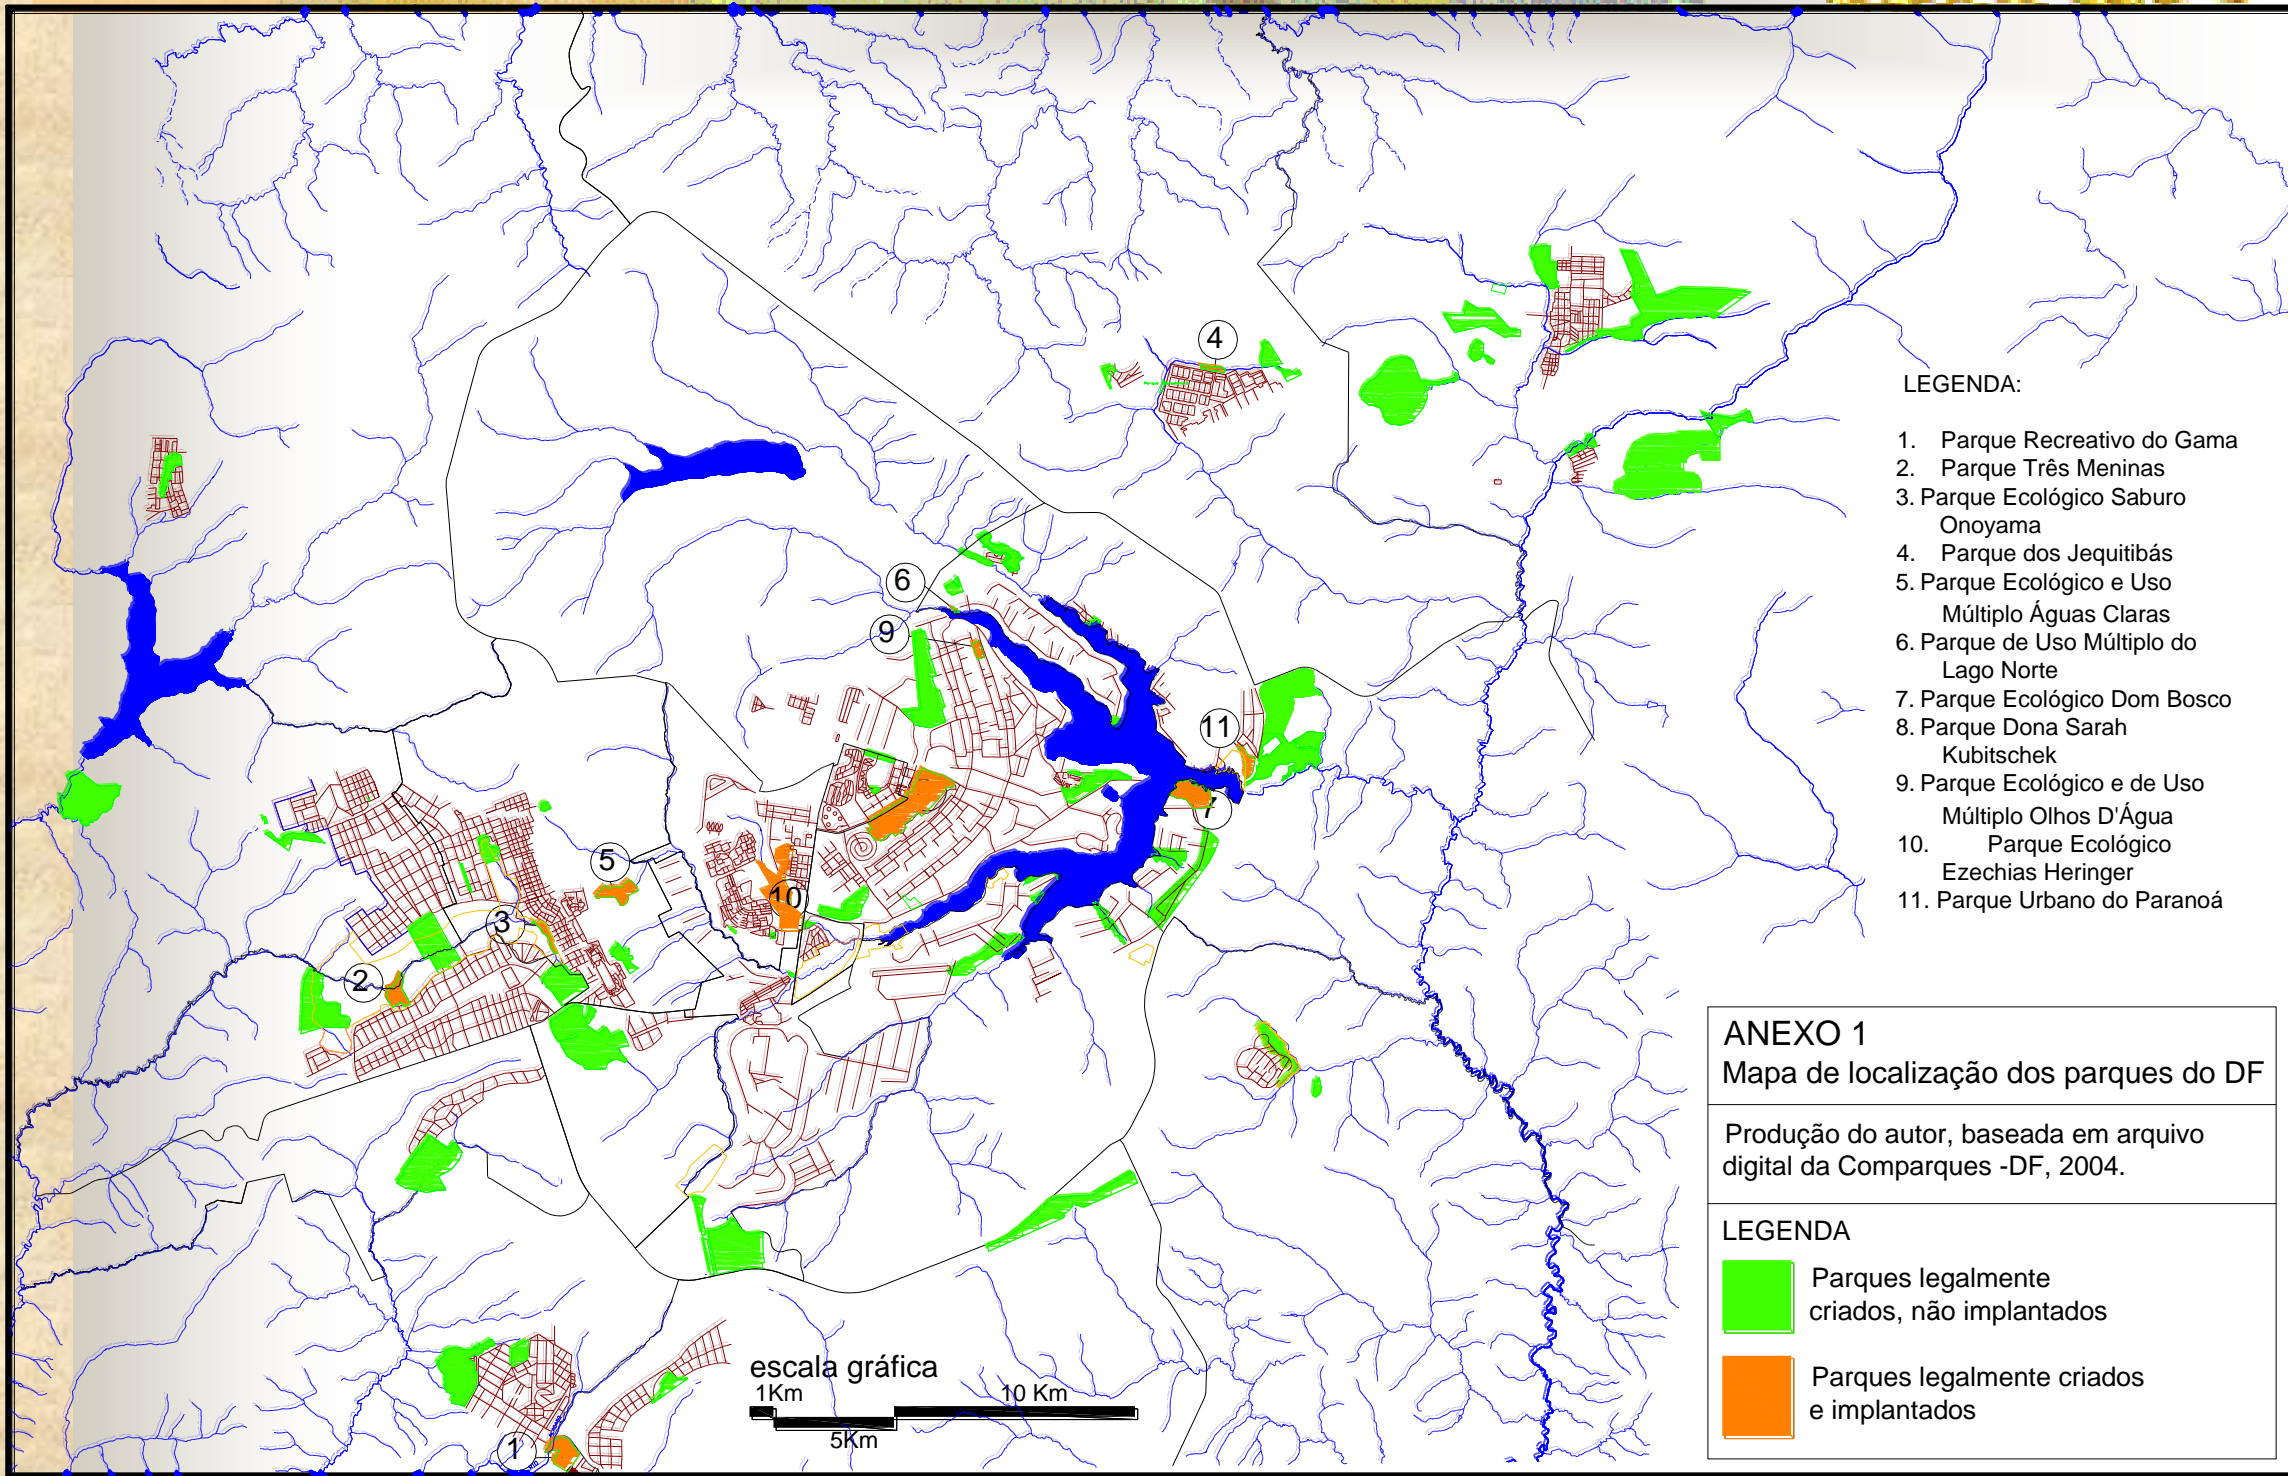 4
6
9
11
7
5
10
3
2
1
LEGENDA:
1. Parque Recreativo do Gama
2. Parque Três Meninas
3. Parque Ecológico Saburo
Onoyama
4. Parque dos Jequitibás
5. Parque Ecológico e Uso
Múltiplo Águas Claras
6. Parque de Uso Múltiplo do
Lago Norte
7. Parque Ecológico Dom Bosco
8. Parque Dona Sarah
Kubitschek
9. Parque Ecológico e de Uso
Múltiplo Olhos D'Água
10. Parque Ecológico
Ezechias Heringer
11. Parque Urbano do Paranoá
ANEXO 1
Mapa de localização dos parques do DF
Produção do autor, baseada em arquivo
digital da Comparques -DF, 2004.
LEGENDA
Parques legalmente
criados, não implantados
Parques legalmente criados
e implantados
escala gráfica
1Km 10 Km
5Km